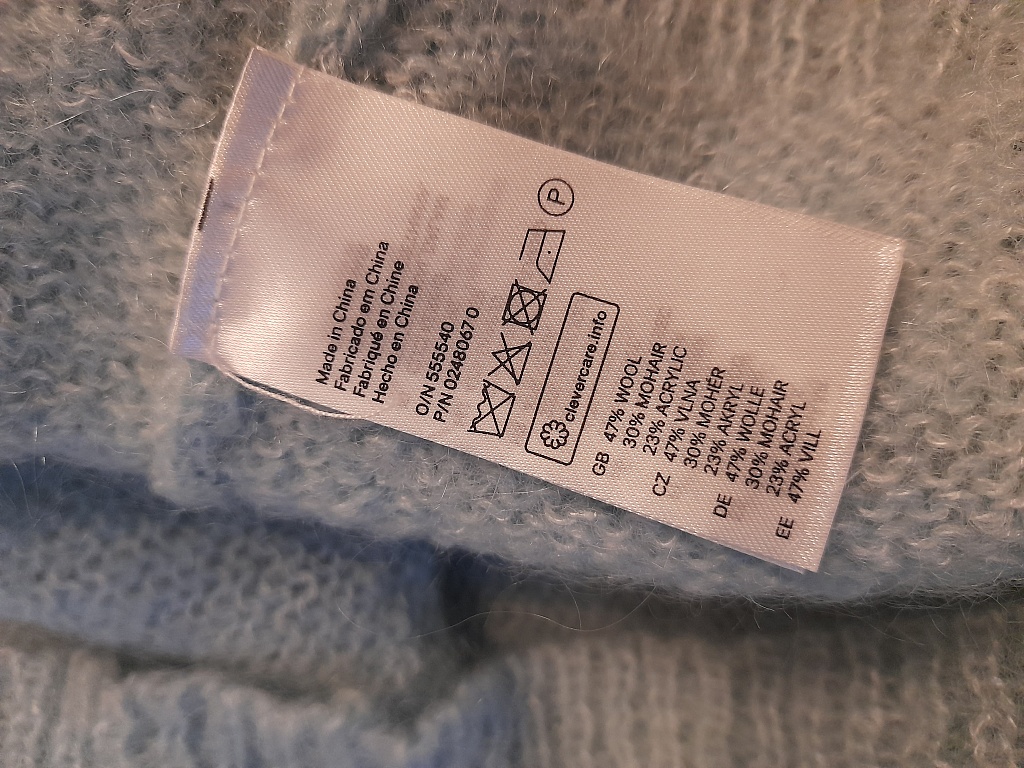 Made in China
Fabricado em China
Fabriqué en Chine
Hecho en China
O/N 555540
P/N 0248067 0
P
clevercare.info
GB 47% WOOL
30% MOHAIR
23% ACRYLIC
CZ 47% VLNA
30% MOHÉR
23% AKRYL
DE 47% WOLLE
30% MOHAIR
23% ACRYL
EE 47% VILL